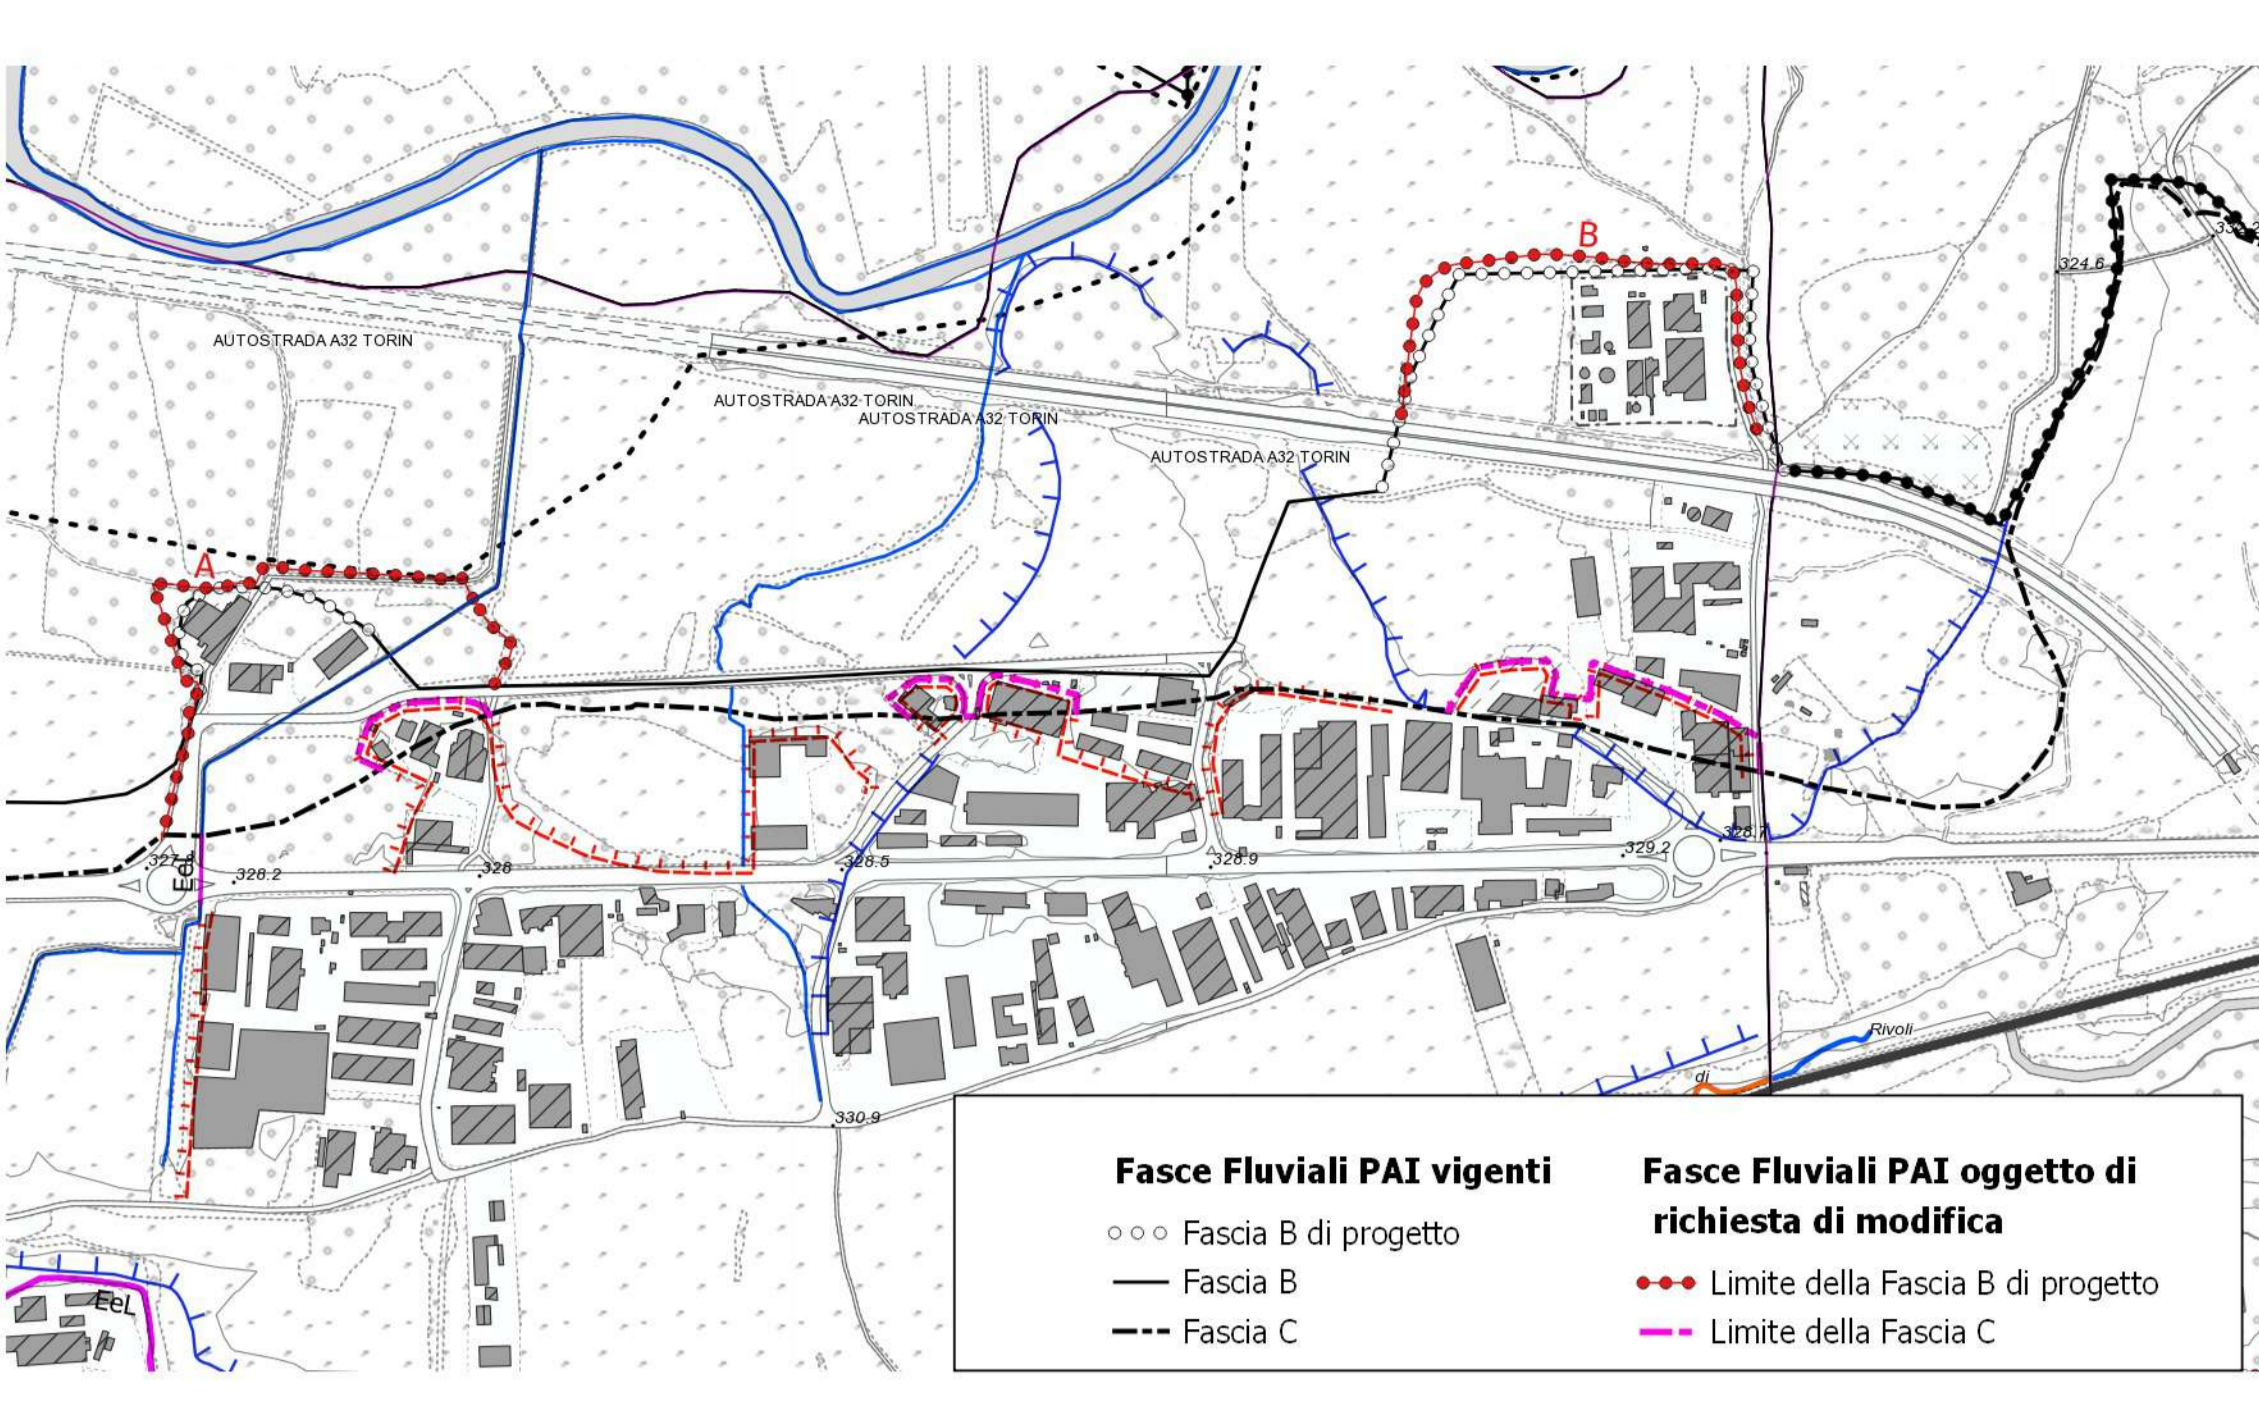 B
332.2
324.6
AUTOSTRADA A32 TORIN
AUTOSTRADA A32 TORIN
AUTOSTRADA A32 TORIN
AUTOSTRADA A32 TORIN
A
327.8
EeL
328.2
328
328.5
328.9
329.2
328.7
Rivoli
di
330.9
EeL
Fasce Fluviali PAI vigenti
Fascia B di progetto
Fascia B
Fascia C
Fasce Fluviali PAI oggetto di
richiesta di modifica
Limite della Fascia B di progetto
Limite della Fascia C